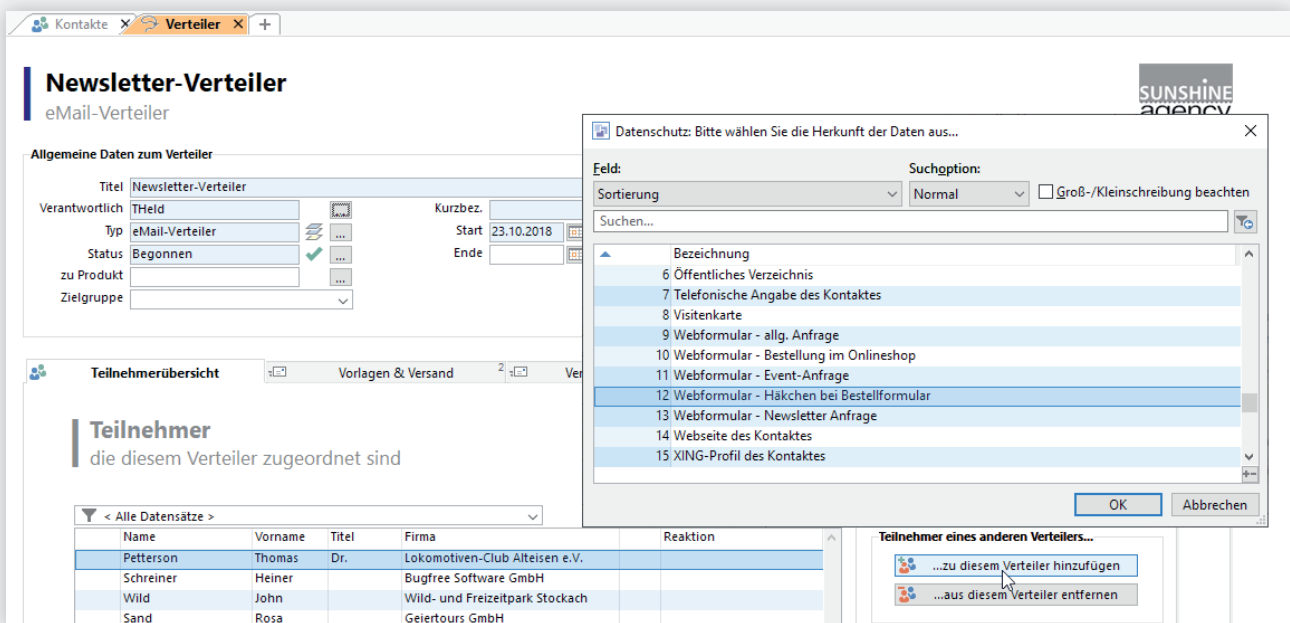 Kontakte
Verteiler
Newsletter-Verteiler
eMail-Verteiler
SUNSHINE
agency
Allgemeine Daten zum Verteiler
Titel Newsletter-Verteiler
Verantwortlich THeld ... Kurzbez.
Typ eMail-Verteiler ... Start 23.10.2018
Status Begonnen ... Ende
zu Produkt ...
Zielgruppe
Datenschutz: Bitte wählen Sie die Herkunft der Daten aus...
Feld: Suchoption:
Sortierung Normal Groß-/Kleinschreibung beachten
Suchen...
Bezeichnung
6 Öffentliches Verzeichnis
7 Telefonische Angabe des Kontaktes
8 Visitenkarte
9 Webformular - allg. Anfrage
10 Webformular - Bestellung im Onlineshop
11 Webformular - Event-Anfrage
12 Webformular - Häkchen bei Bestellformular
13 Webformular - Newsletter Anfrage
14 Webseite des Kontaktes
15 XING-Profil des Kontaktes
OK Abbrechen
Teilnehmerübersicht Vorlagen & Versand 2 Ver
Teilnehmer
die diesem Verteiler zugeordnet sind
< Alle Datensätze >
Name Vorname Titel Firma Reaktion
Petterson Thomas Dr. Lokomotiven-Club Alteisen e.V.
Schreiner Heiner Bugfree Software GmbH
Wild John Wild- und Freizeitpark Stockach
Sand Rosa Geiertours GmbH
Teilnehmer eines anderen Verteilers...
...zu diesem Verteiler hinzufügen
...aus diesem Verteiler entfernen